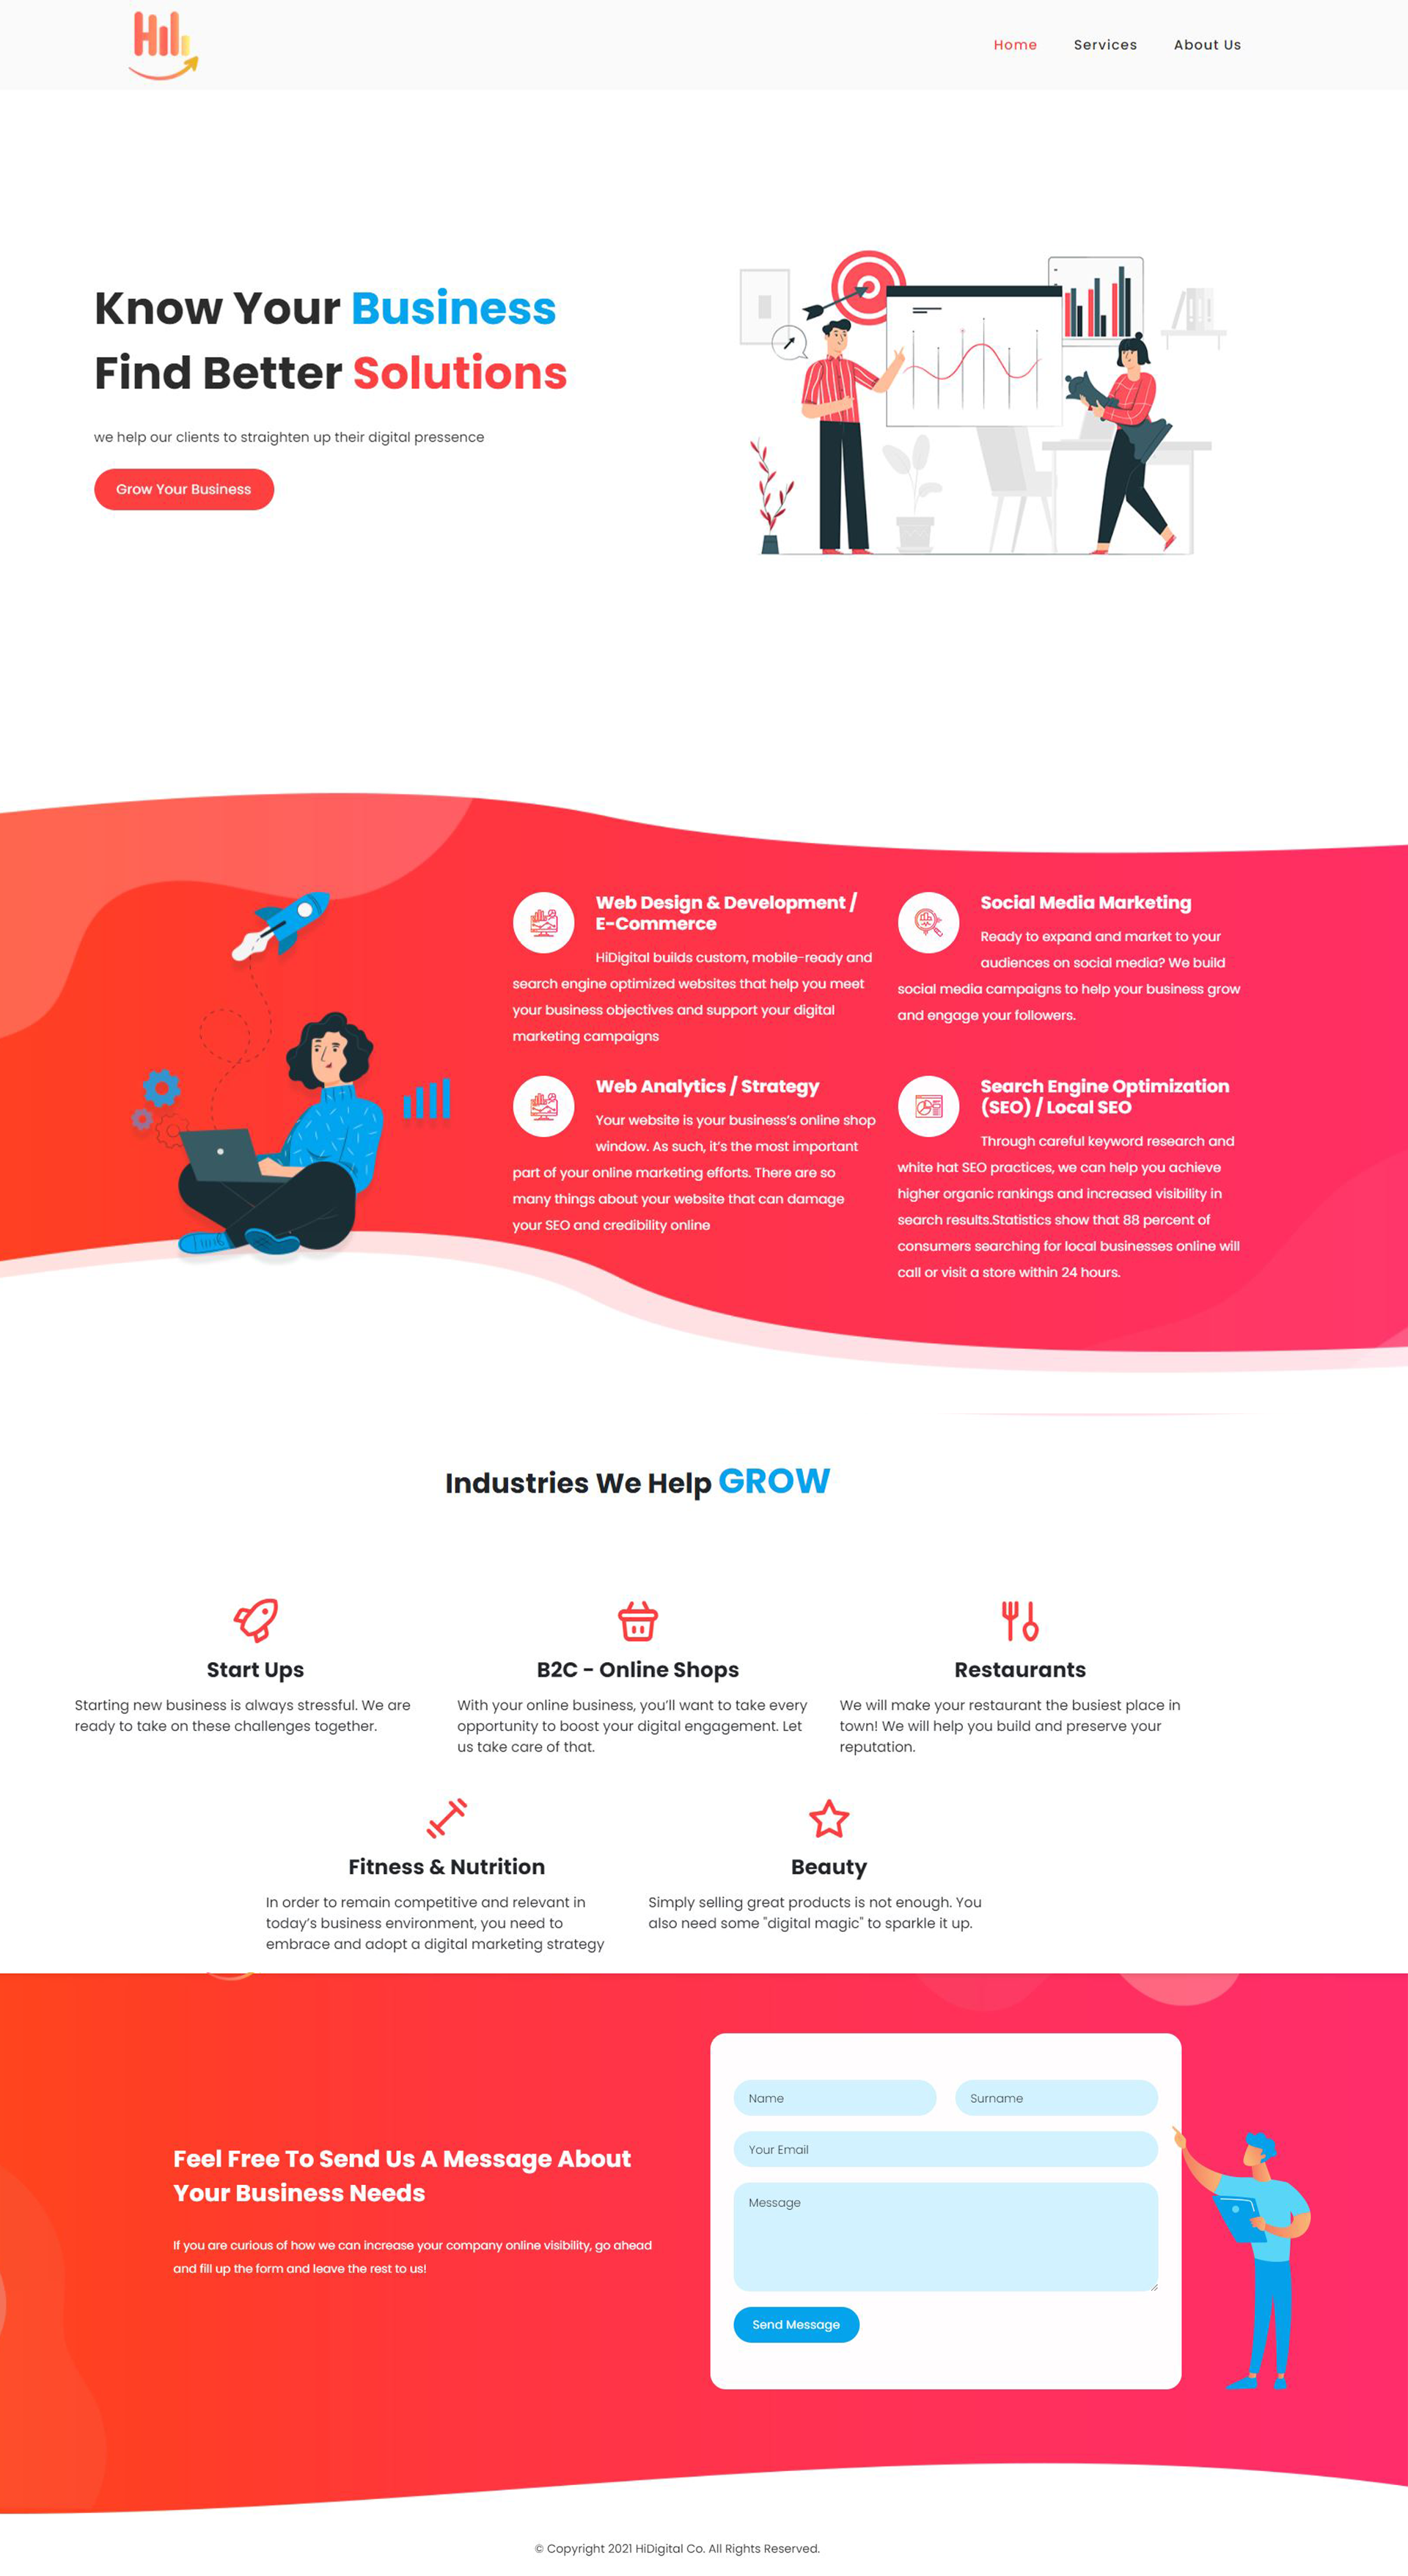 Hil
Home
Services
About Us
Know Your Business
Find Better Solutions
we help our clients to straighten up their digital pressence
Grow Your Business
Web Design & Development /
E-Commerce
HiDigital builds custom, mobile-ready and
search engine optimized websites that help you meet
your business objectives and support your digital
marketing campaigns
Social Media Marketing
Ready to expand and market to your
audiences on social media? We build
social media campaigns to help your business grow
and engage your followers.
Web Analytics / Strategy
Your website is your business's online shop
window. As such, it's the most important
part of your online marketing efforts. There are so
many things about your website that can damage
your SEO and credibility online
Search Engine Optimization
(SEO) / Local SEO
Through careful keyword research and
white hat SEO practices, we can help you achieve
higher organic rankings and increased visibility in
search results.Statistics show that 88 percent of
consumers searching for local businesses online will
call or visit a store within 24 hours.
Industries We Help GROW
Start Ups
Starting new business is always stressful. We are
ready to take on these challenges together.
B2C - Online Shops
With your online business, you'll want to take every
opportunity to boost your digital engagement. Let
us take care of that.
Restaurants
We will make your restaurant the busiest place in
town! We will help you build and preserve your
reputation.
Fitness & Nutrition
In order to remain competitive and relevant in
today's business environment, you need to
embrace and adopt a digital marketing strategy
Beauty
Simply selling great products is not enough. You
also need some "digital magic" to sparkle it up.
Feel Free To Send Us A Message About
Your Business Needs
If you are curious of how we can increase your company online visibility, go ahead
and fill up the form and leave the rest to us!
Name
Surname
Your Email
Message
Send Message
© Copyright 2021 HiDigital Co. All Rights Reserved.